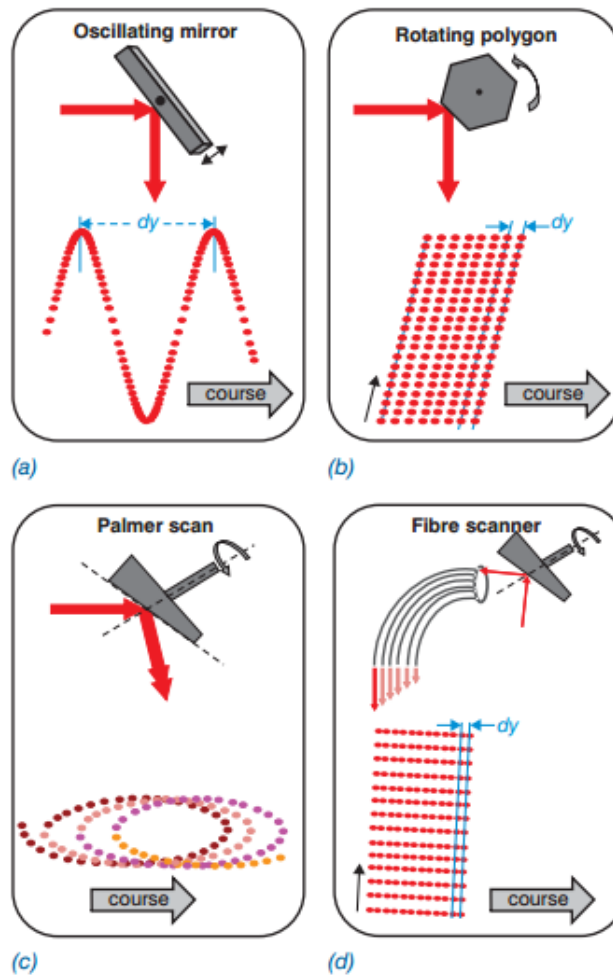 Oscillating mirror
dy
course
(a)
Rotating polygon
dy
course
(b)
Palmer scan
course
(c)
Fibre scanner
dy
course
(d)